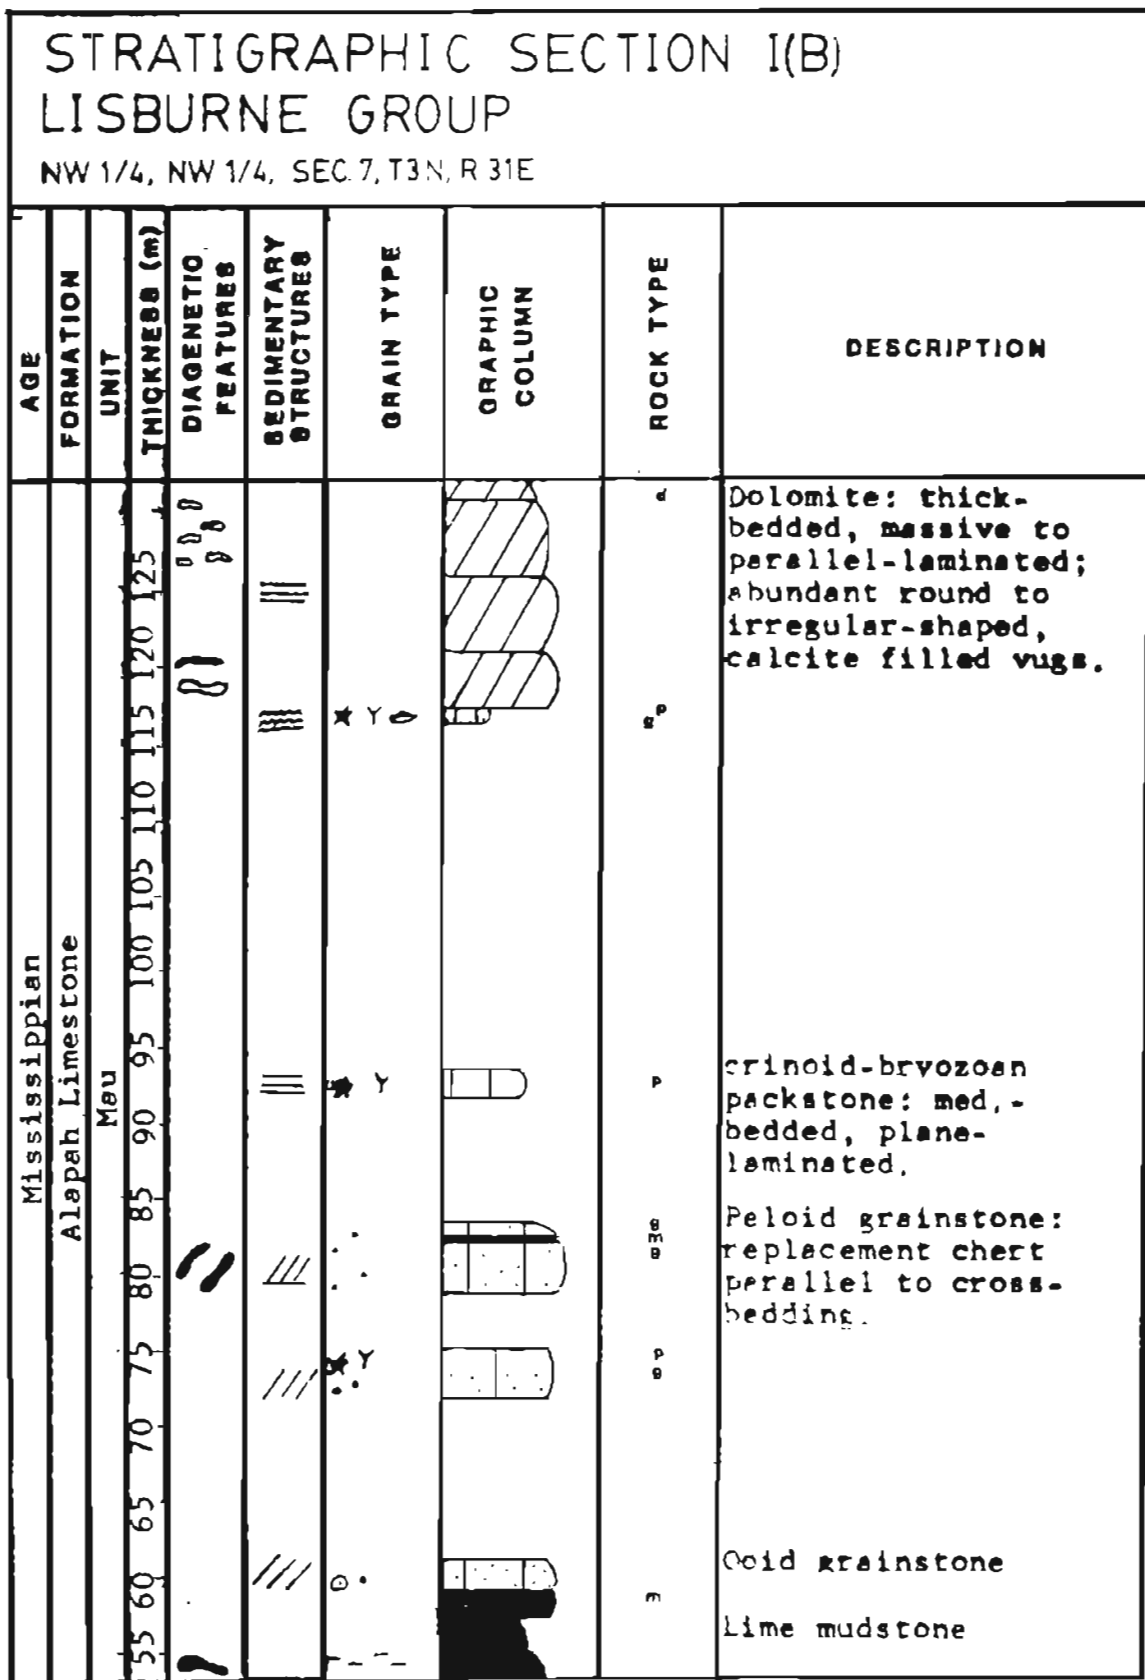 STRATIGRAPHIC SECTION I(B)
LISBURNE GROUP
NW 1/4, NW 1/4, SEC. 7, T3N, R 31E
AGE
FORMATION
UNIT
THICKNESS (m)
DIAGENETIC FEATURES
SEDIMENTARY STRUCTURES
GRAIN TYPE
GRAPHIC COLUMN
ROCK TYPE
DESCRIPTION
Mississippian
Alapah Limestone
Mau
125
120
115
110
105
100
95
90
85
80
75
70
65
60
55
d
g p
p
g
m
g
p
g
m
Dolomite: thick-
bedded, massive to
parallel-laminated;
abundant round to
irregular-shaped,
calcite filled vugs.
crinoid-bryozoan
packstone: med.-
bedded, plane-
laminated.
Peloid grainstone:
replacement chert
parallel to cross-
bedding.
Ooid grainstone
Lime mudstone